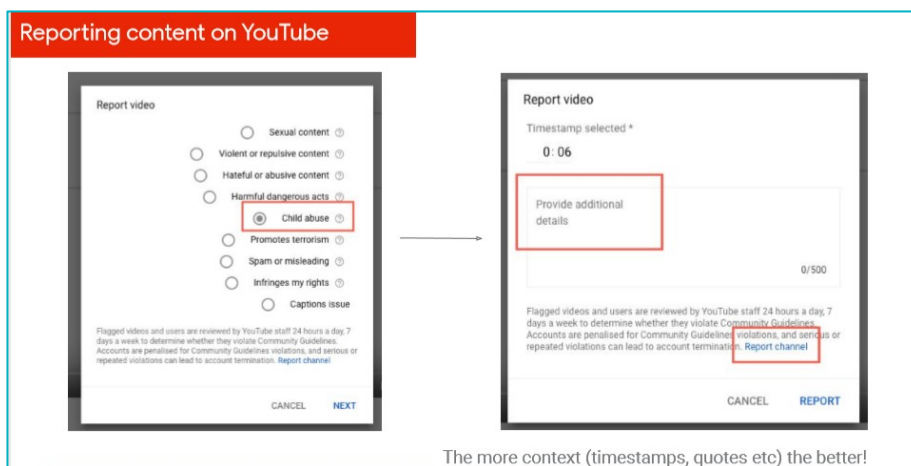 Reporting content on YouTube
Report video
Sexual content
Violent or repulsive content
Hateful or abusive content
Harmful dangerous acts
Child abuse
Promotes terrorism
Spam or misleading
Infringes my rights
Captions issue
Flagged videos and users are reviewed by YouTube staff 24 hours a day, 7
days a week to determine whether they violate Community Guidelines.
Accounts are penalised for Community Guidelines violations, and serious or
repeated violations can lead to account termination. Report channel
CANCEL NEXT
Report video
Timestamp selected *
0:06
Provide additional
details
0/500
Flagged videos and users are reviewed by YouTube staff 24 hours a day, 7
days a week to determine whether they violate Community Guidelines.
Accounts are penalised for Community Guidelines violations, and serious or
repeated violations can lead to account termination. Report channel
CANCEL REPORT
The more context (timestamps, quotes etc) the better!